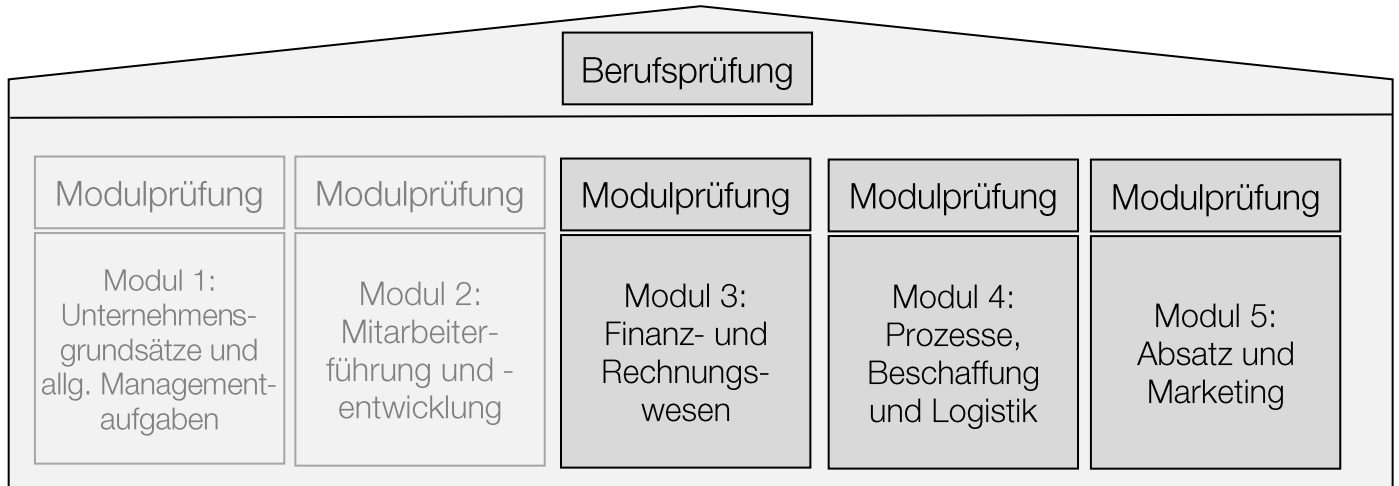 Berufsprüfung
Modulprüfung
Modulprüfung
Modulprüfung
Modulprüfung
Modulprüfung
Modul 1:
Unternehmens-
grundsätze und
allg. Management-
aufgaben
Modul 2:
Mitarbeiter-
führung und -
entwicklung
Modul 3:
Finanz- und
Rechnungs-
wesen
Modul 4:
Prozesse,
Beschaffung
und Logistik
Modul 5:
Absatz und
Marketing